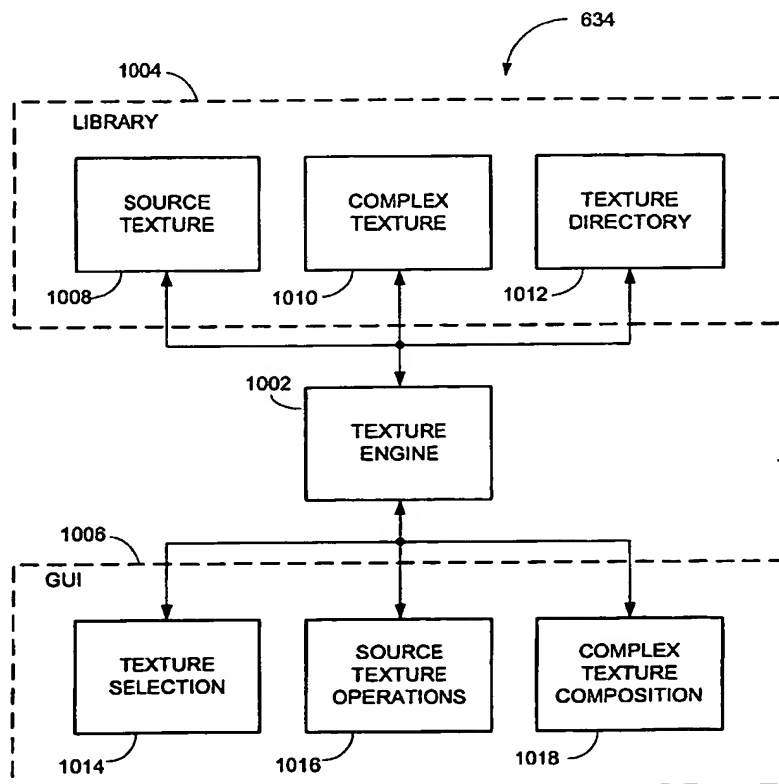 634
1004
LIBRARY
SOURCE
TEXTURE
COMPLEX
TEXTURE
TEXTURE
DIRECTORY
1008
1010
1012
1002
TEXTURE
ENGINE
1006
GUI
TEXTURE
SELECTION
SOURCE
TEXTURE
OPERATIONS
COMPLEX
TEXTURE
COMPOSITION
1014
1016
1018